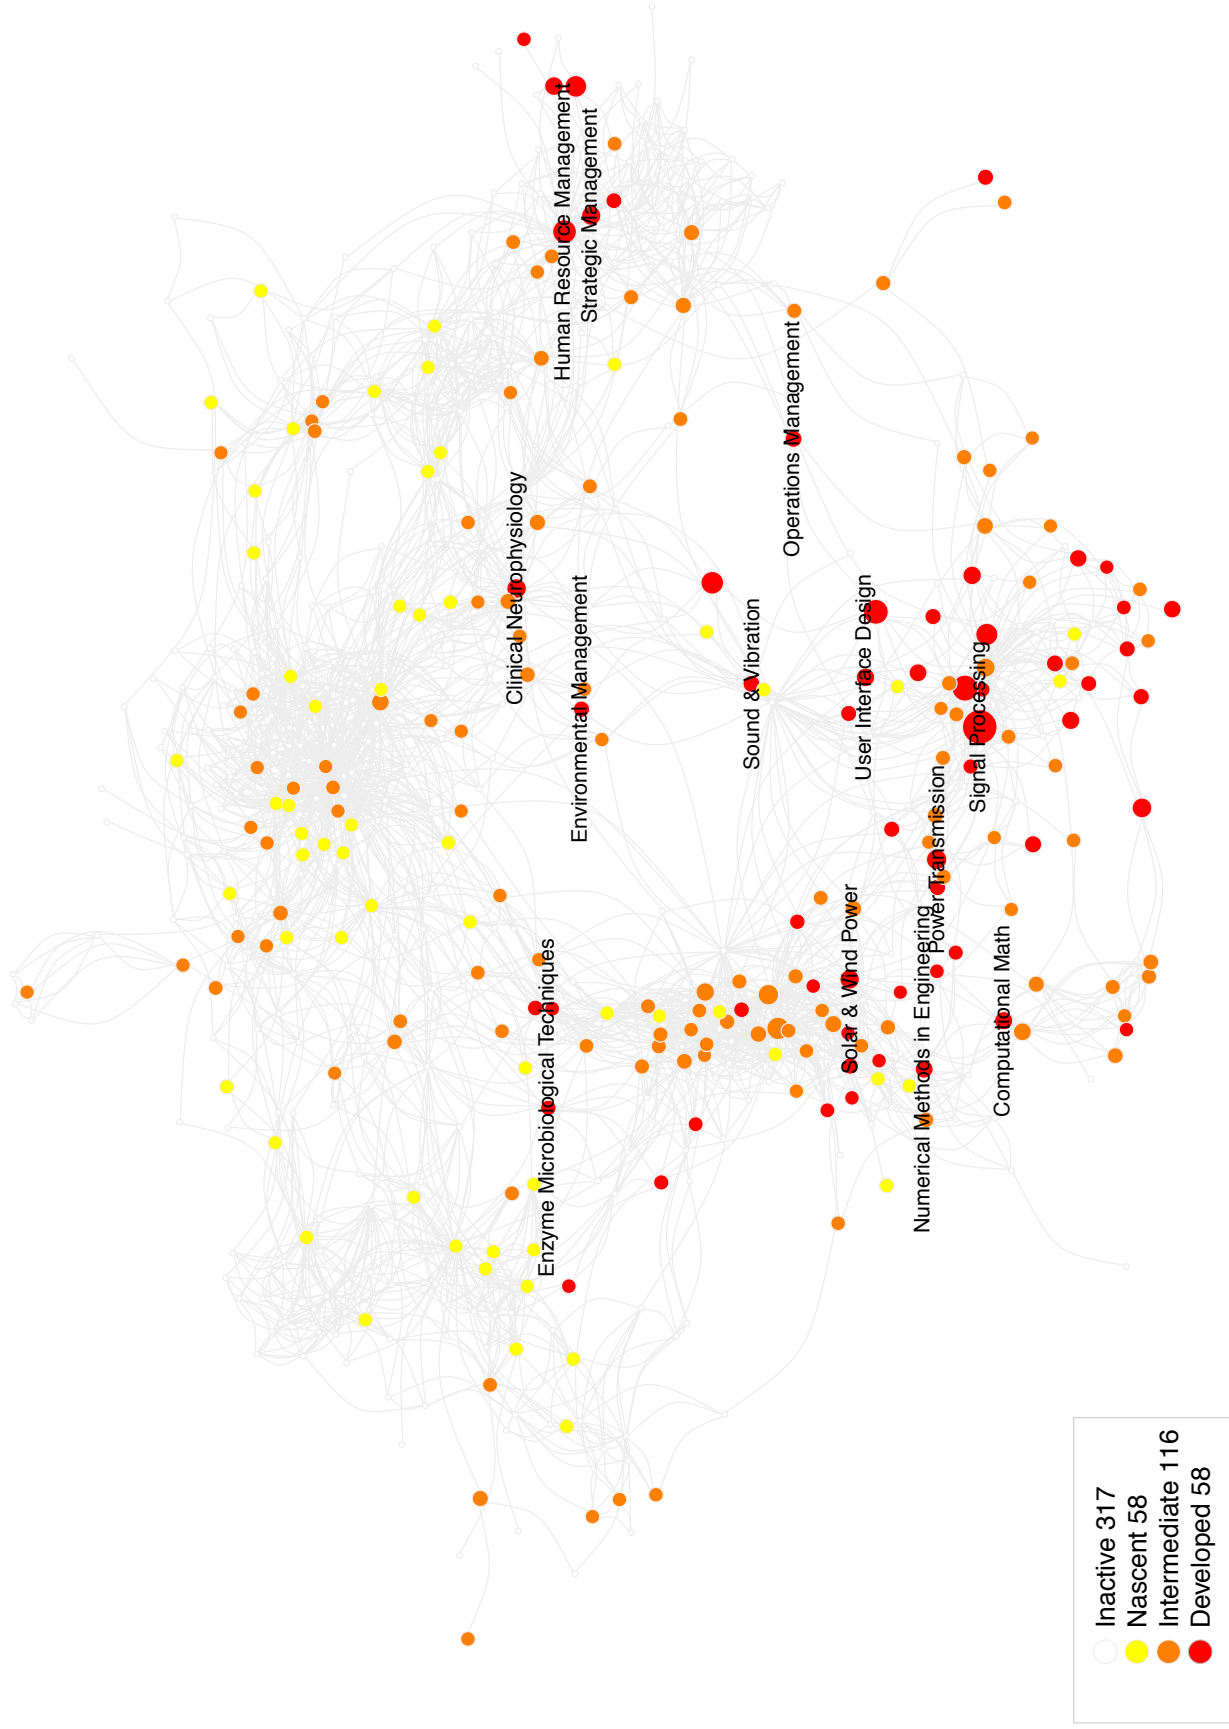 Human Resource Management
Strategic Management
Operations Management
Clinical Neurophysiology
Environmental Management
Sound & Vibration
User Interface Design
Signal Processing
Power Transmission
Enzyme Microbiological Techniques
Solar & Wind Power
Numerical Methods in Engineering
Computational Math
Inactive 317
Nascent 58
Intermediate 116
Developed 58